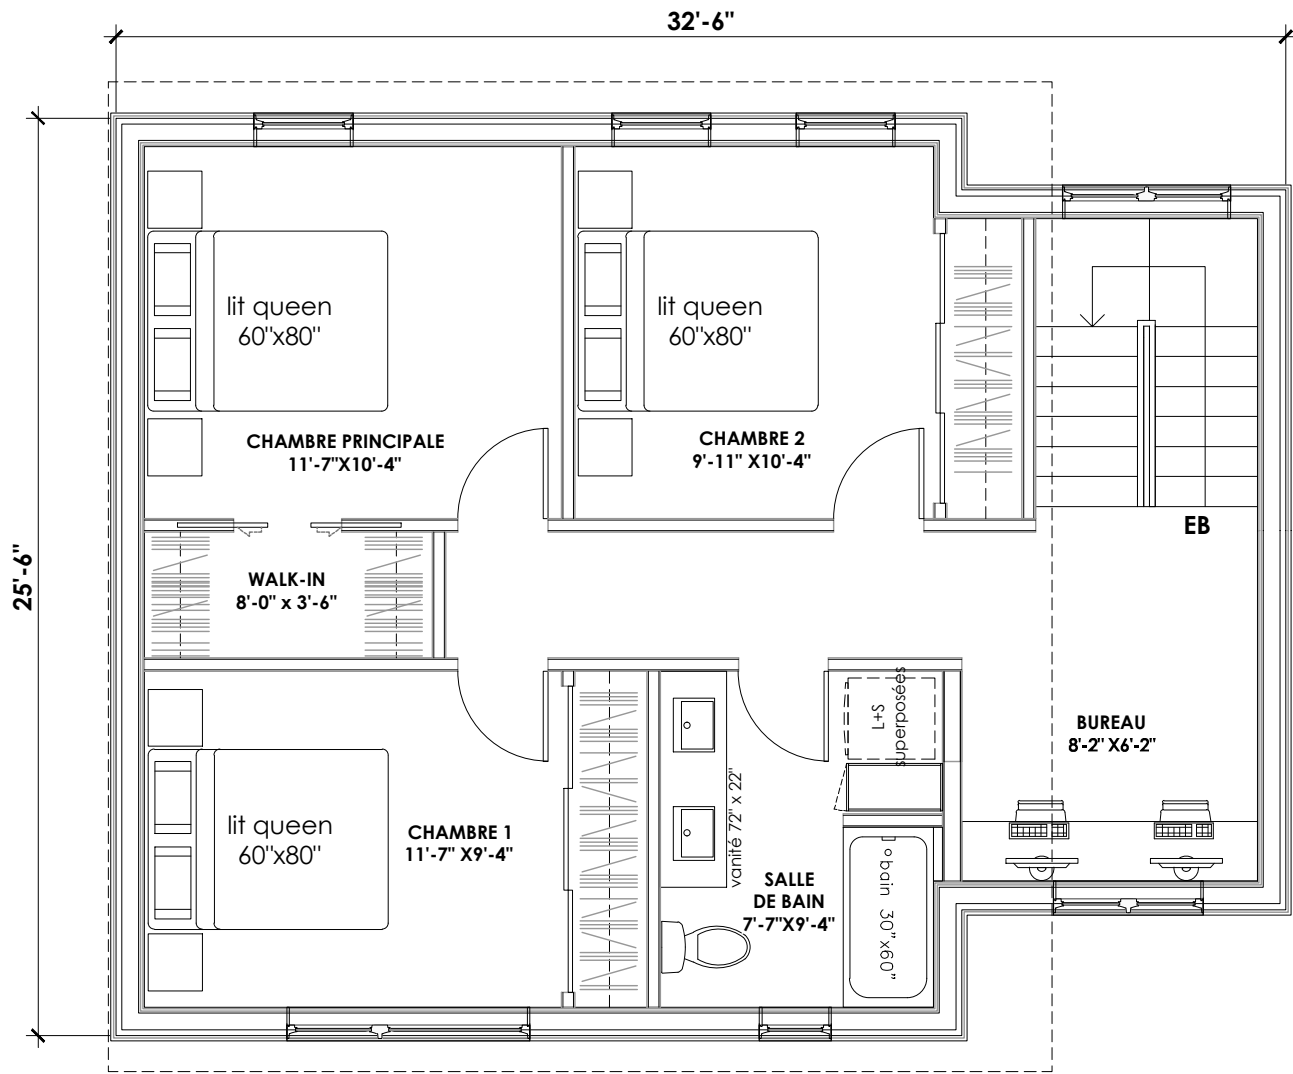 32'-6"
25'-6"
lit queen
60"x80"
CHAMBRE PRINCIPALE
11'-7"X10'-4"
lit queen
60"x80"
CHAMBRE 2
9'-11" X10'-4"
EB
WALK-IN
8'-0" x 3'-6"
lit queen
60"x80"
CHAMBRE 1
11'-7" X9'-4"
vanité 72" x 22"
L+S
superposées
SALLE
DE BAIN
7'-7"X9'-4"
bain 30"x60"
BUREAU
8'-2" X6'-2"